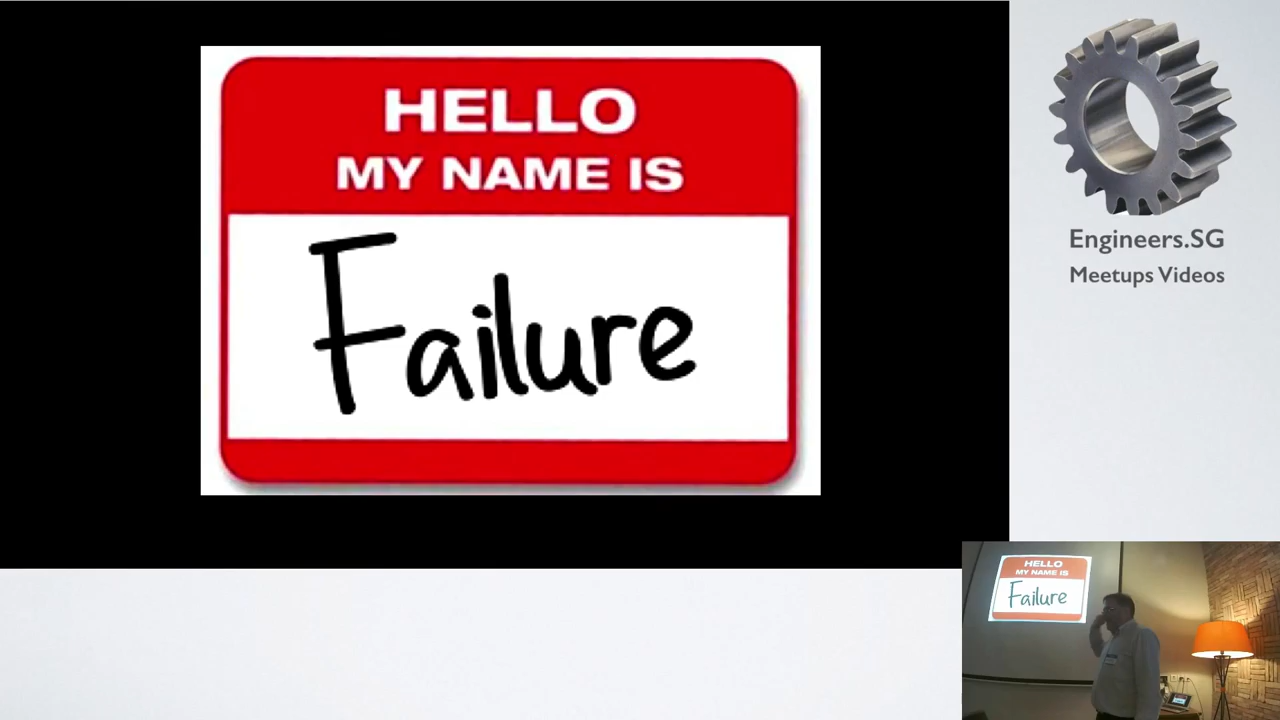 HELLO
MY NAME IS
Failure
Engineers.SG
Meetups Videos
HELLO
MY NAME IS
Failure